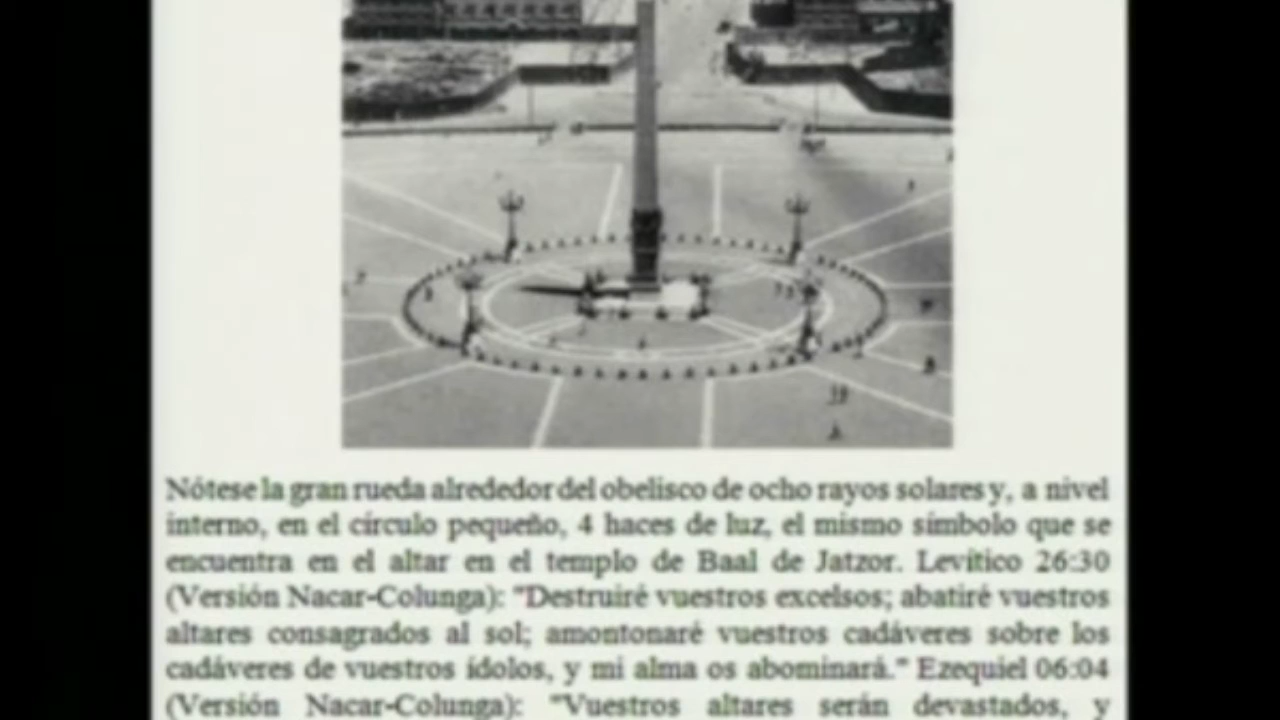 Nótese la gran rueda alrededor del obelisco de ocho rayos solares y, a nivel
interno, en el círculo pequeño, 4 haces de luz, el mismo símbolo que se
encuentra en el altar en el templo de Baal de Jatzor. Levítico 26:30
(Versión Nacar-Colunga): "Destruiré vuestros excelsos; abatiré vuestros
altares consagrados al sol; amontonaré vuestros cadáveres sobre los
cadáveres de vuestros ídolos, y mi alma os abominará." Ezequiel 06:04
(Versión Nacar-Colunga): "Vuestros altares serán devastados, y